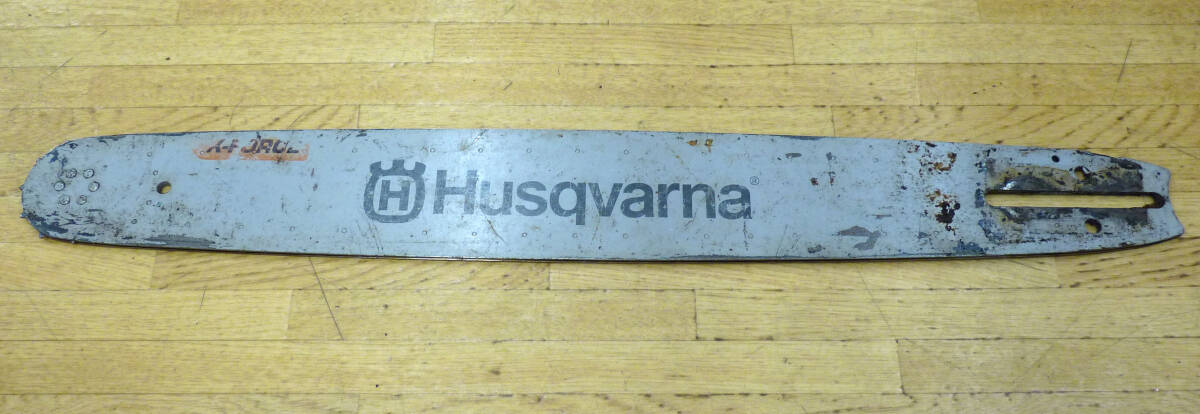 X-FORCE
H Husqvarna®